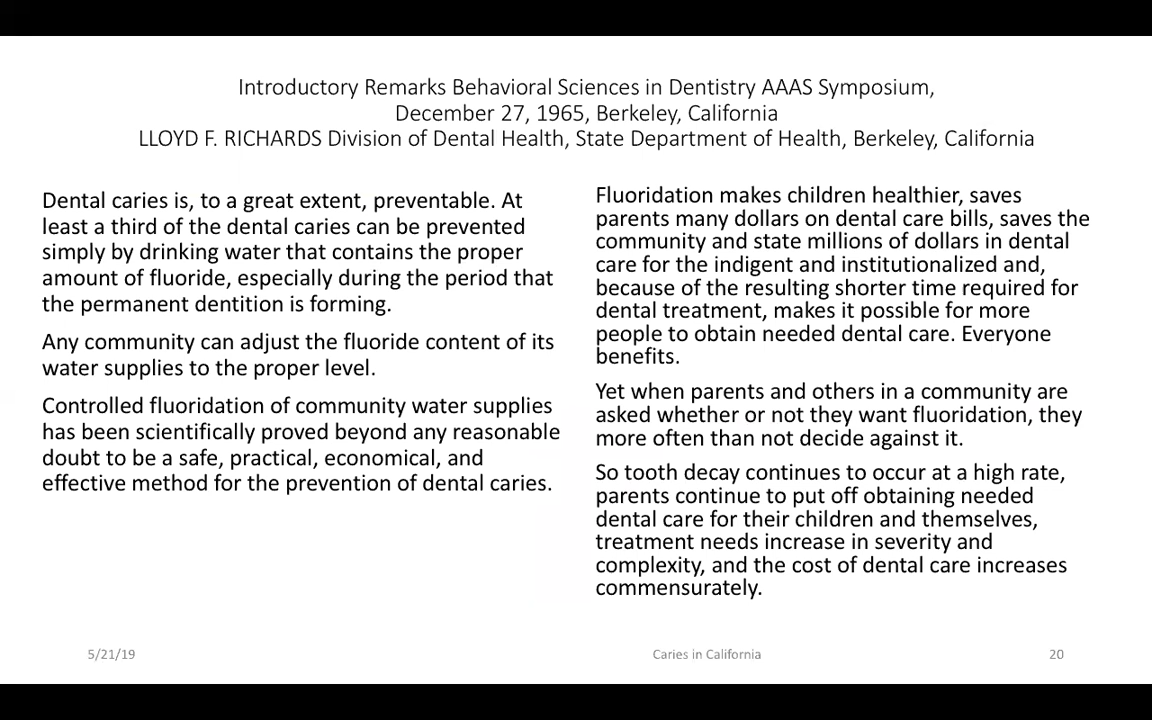 Introductory Remarks Behavioral Sciences in Dentistry AAAS Symposium,
December 27, 1965, Berkeley, California
LLOYD F. RICHARDS Division of Dental Health, State Department of Health, Berkeley, California
Dental caries is, to a great extent, preventable. At
least a third of the dental caries can be prevented
simply by drinking water that contains the proper
amount of fluoride, especially during the period that
the permanent dentition is forming.
Any community can adjust the fluoride content of its
water supplies to the proper level.
Controlled fluoridation of community water supplies
has been scientifically proved beyond any reasonable
doubt to be a safe, practical, economical, and
effective method for the prevention of dental caries.
Fluoridation makes children healthier, saves
parents many dollars on dental care bills, saves the
community and state millions of dollars in dental
care for the indigent and institutionalized and,
because of the resulting shorter time required for
dental treatment, makes it possible for more
people to obtain needed dental care. Everyone
benefits.
Yet when parents and others in a community are
asked whether or not they want fluoridation, they
more often than not decide against it.
So tooth decay continues to occur at a high rate,
parents continue to put off obtaining needed
dental care for their children and themselves,
treatment needs increase in severity and
complexity, and the cost of dental care increases
commensurately.
5/21/19
Caries in California
20